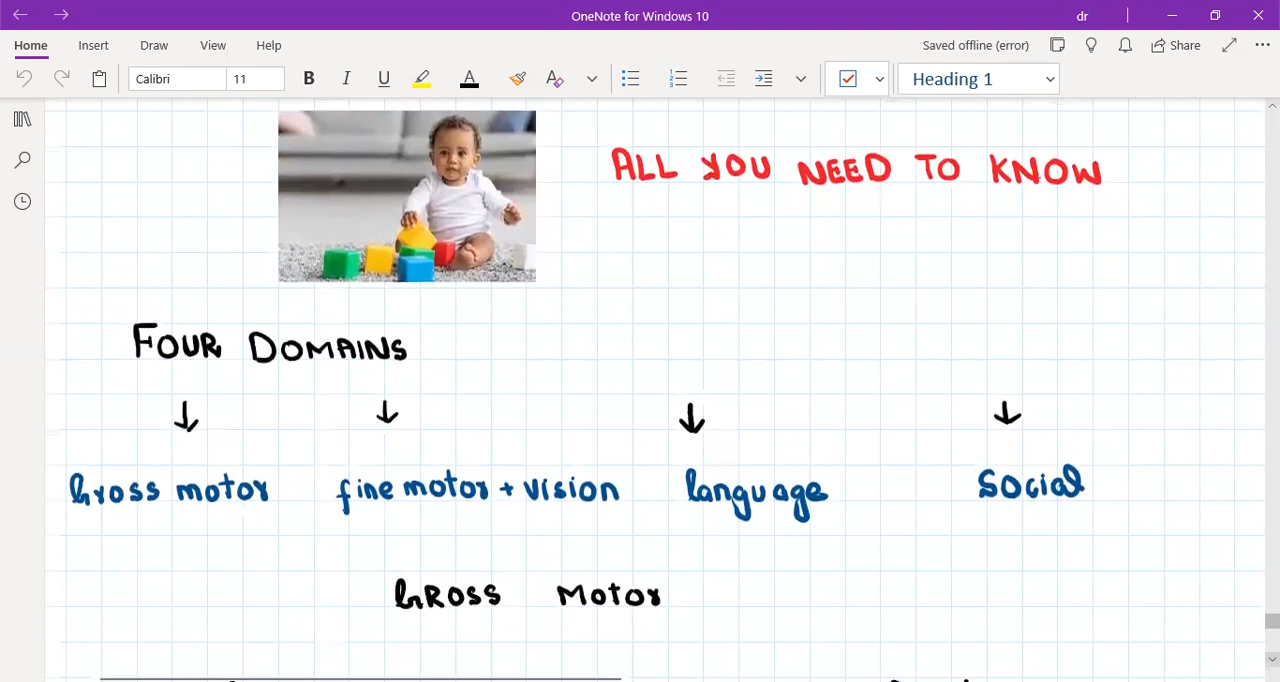 OneNote for Windows 10
dr
Home Insert Draw View Help
Saved offline (error)
Share
Calibri 11 B I U A A Heading 1
ALL YOU NEED TO KNOW
FOUR DOMAINS
↓ ↓ ↓ ↓
Gross motor fine motor + vision language Social
GROSS MOTOR